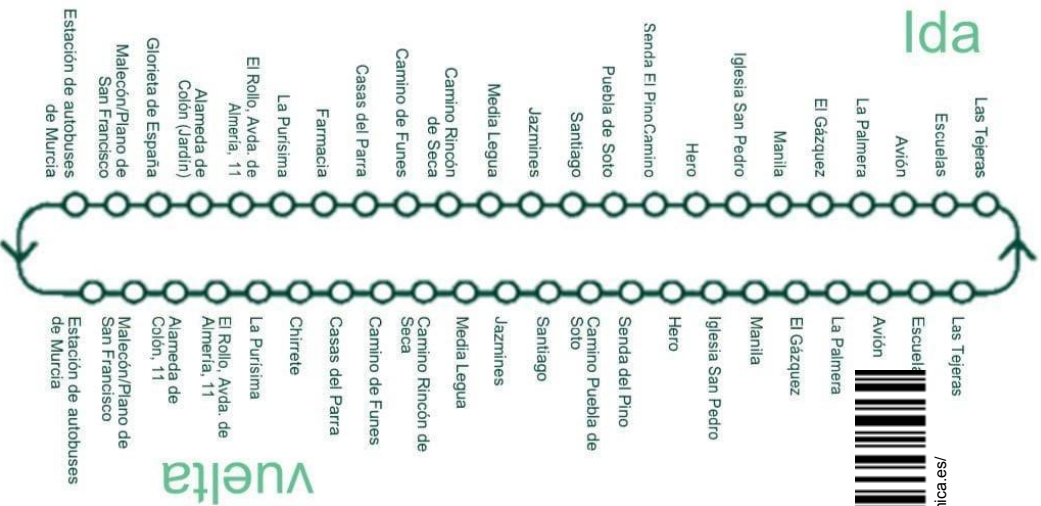 Ida
Las Tejeras
Escuelas
Avión
La Palmera
El Gázquez
Manila
Iglesia San Pedro
Hero
Senda El PinoCamino
Puebla de Soto
Santiago
Jazmines
Media Legua
Camino Rincón
de Seca
Camino de Funes
Casas del Parra
Farmacia
La Purísima
El Rollo, Avda. de
Almería, 11
Alameda de
Colón (Jardín)
Glorieta de España
Malecón/Plano de
San Francisco
Estación de autobuses
de Murcia
Las Tejeras
Avión
La Palmera
El Gázquez
Manila
Iglesia San Pedro
Hero
Senda del Pino
Camino Puebla de
Soto
Santiago
Jazmines
Media Legua
Camino Rincón de
Seca
Camino de Funes
Casas del Parra
Chirrete
La Purísima
El Rollo, Avda. de
Almería, 11
Alameda de
Colón, 11
Malecón/Plano de
San Francisco
Estación de autobuses
de Murcia
vuelta